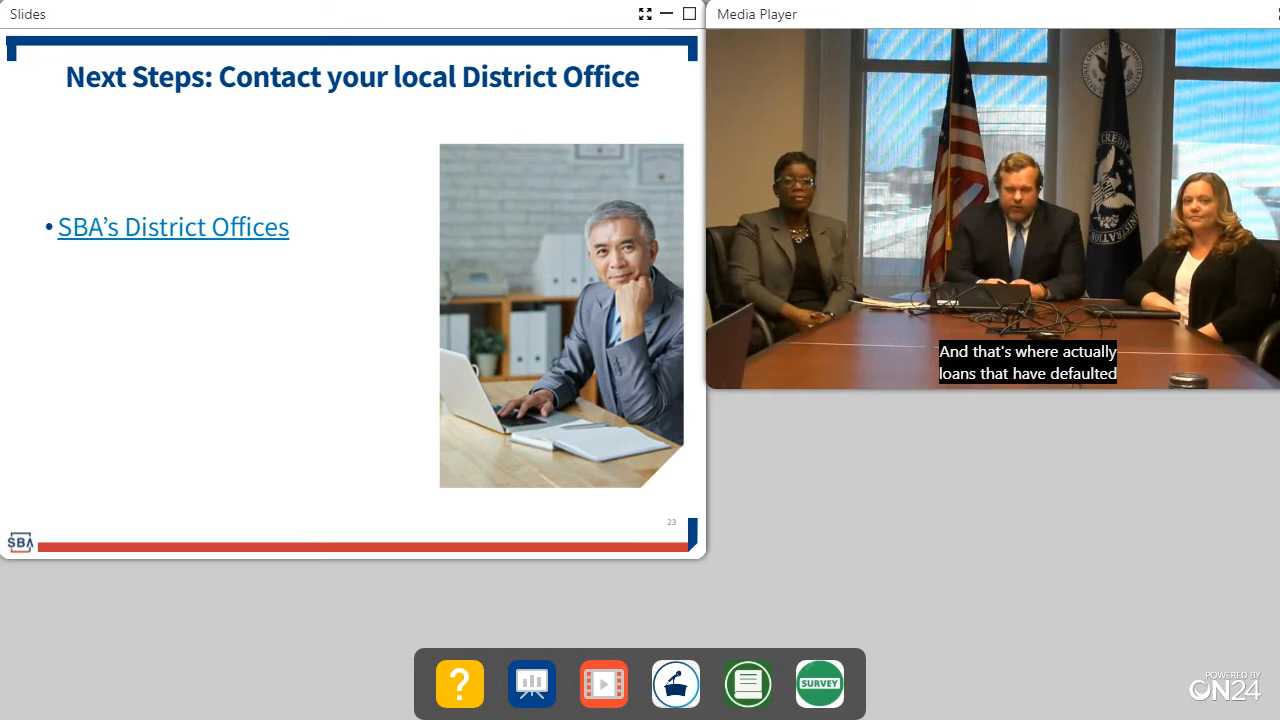 Slides
Media Player
Next Steps: Contact your local District Office
• SBA's District Offices
23
SBA
And that's where actually
loans that have defaulted
?
SURVEY
POWERED BY
ON24